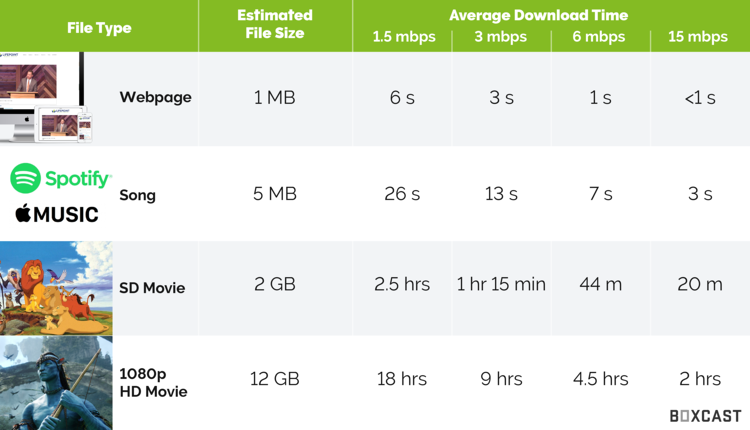 File Type
Estimated
File Size
Average Download Time
1.5 mbps
3 mbps
6 mbps
15 mbps
Webpage
1 MB
6 s
3 s
1 s
<1 s
Spotify
MUSIC
Song
5 MB
26 s
13 s
7 s
3 s
SD Movie
2 GB
2.5 hrs
1 hr 15 min
44 m
20 m
1080p
HD Movie
12 GB
18 hrs
9 hrs
4.5 hrs
2 hrs
BOXCAST